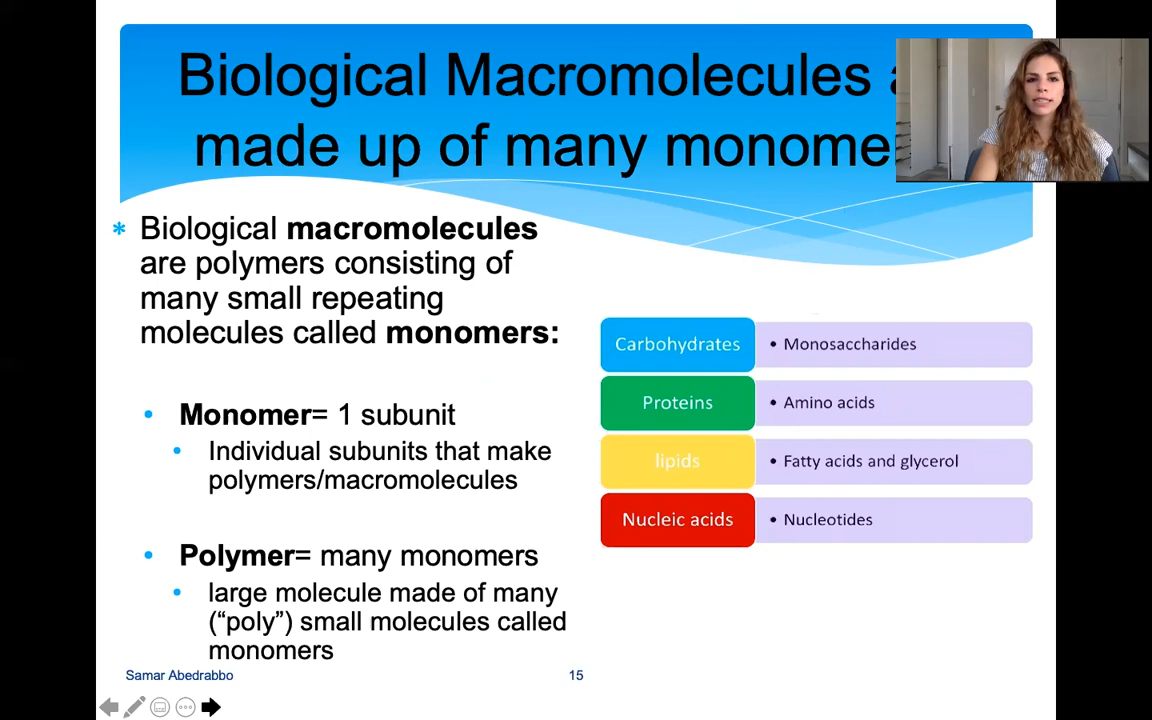 Biological Macromolecules
made up of many
Biological macromolecules
are polymers consisting of
many small repeating
molecules called monomers:
• Monomer= 1 subunit
• Individual subunits that make
polymers/macromolecules
• Polymer= many monomers
• large molecule made of many
(“poly”) small molecules called
monomers
Carbohydrates
• Monosaccharides
Proteins
• Amino acids
lipids
• Fatty acids and glycerol
Nucleic acids
• Nucleotides
Samar Abedrabbo
15